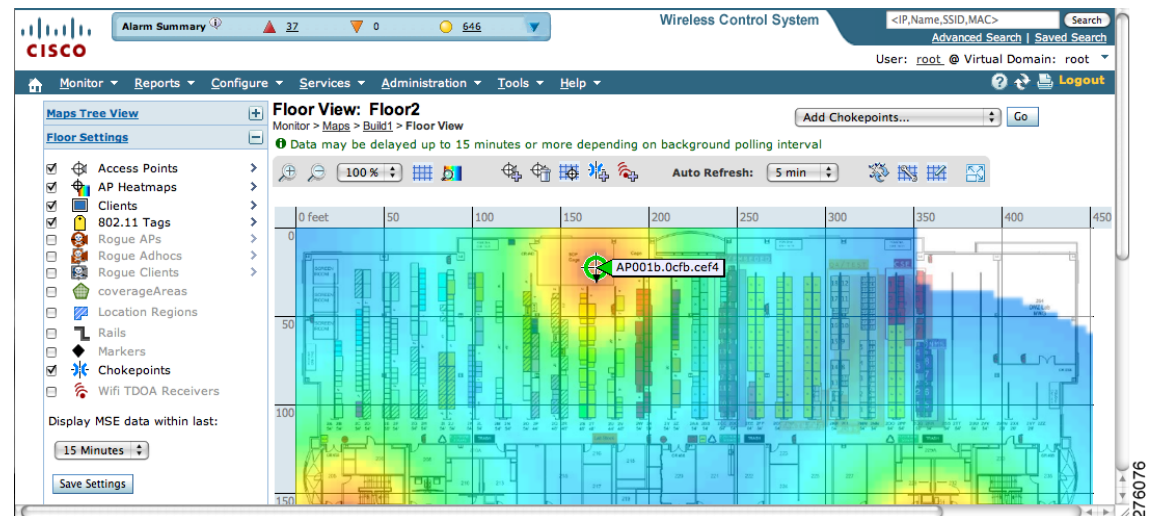 Alarm Summary 37 0 646
Wireless Control System
<IP,Name,SSID,MAC> Search
Advanced Search | Saved Search
CISCO
User: root @ Virtual Domain: root
Monitor Reports Configure Services Administration Tools Help Logout
Maps Tree View
Floor Settings
Access Points
AP Heatmaps
Clients
802.11 Tags
Rogue APs
Rogue Adhocs
Rogue Clients
coverageAreas
Location Regions
Rails
Markers
Chokepoints
Wifi TDOA Receivers
Display MSE data within last:
15 Minutes
Save Settings
Floor View: Floor2
Monitor > Maps > Build1 > Floor View
Add Chokepoints... Go
Data may be delayed up to 15 minutes or more depending on background polling interval
100 % Auto Refresh: 5 min
0 feet 50 100 150 200 250 300 350 400 450
0
50
100
150
AP001b.0cfb.cef4
276076